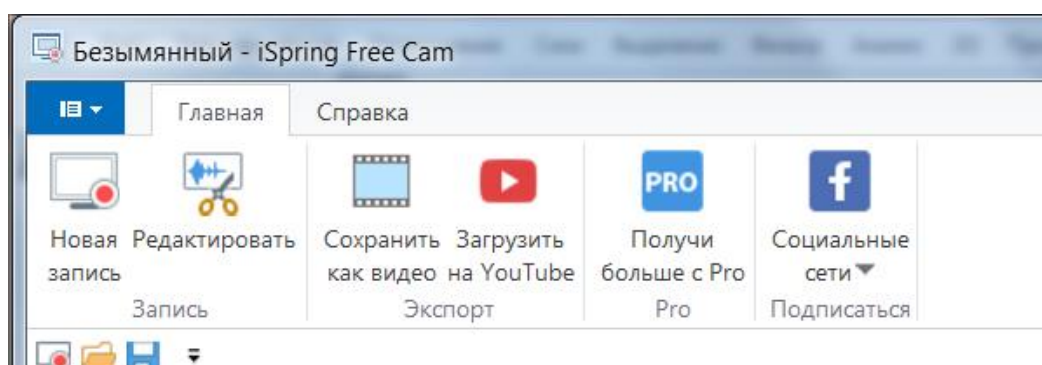 Безымянный - iSpring Free Cam
Главная Справка
PRO
Новая Редактировать Сохранить Загрузить Получи Социальные
запись как видео на YouTube больше с Pro сети
Запись Экспорт Pro Подписаться